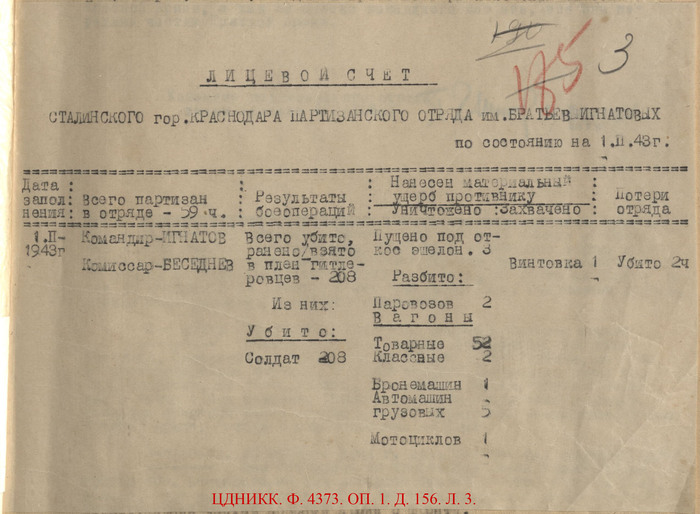 190
185 3
ЛИЦЕВОЙ СЧЕТ
СТАЛИНСКОГО гор.КРАСНОДАРА ПАРТИЗАНСКОГО ОТРЯДА им.БРАТЬЕВ ИГНАТОВЫХ
по состоянию на 1.П.43г.
Дата : : : Нанесен материальный : 
запол: Всего партизан : Результаты : ущерб противнику : Потери
нения: в отряде - 59 ч. : боеопераций : Уничтожено :Захвачено : отряда
1.П- Командир-ИГНАТОВ Всего убито, Пущено под от-
1943г ранено/взято кос эшелон. 3
Комиссар-БЕСЕДНЕВ в плен гитле- Винтовка 1 Убито 2ч
ровцев - 208 Разбито:
Из них: Паровозов 2
Вагоны
Убито:
Товарные 52
Солдат 208 Классные 2
Бронемашин 1
Автомашин
грузовых 5
Мотоциклов 1
ЦДНИКК. Ф. 4373. ОП. 1. Д. 156. Л. 3.